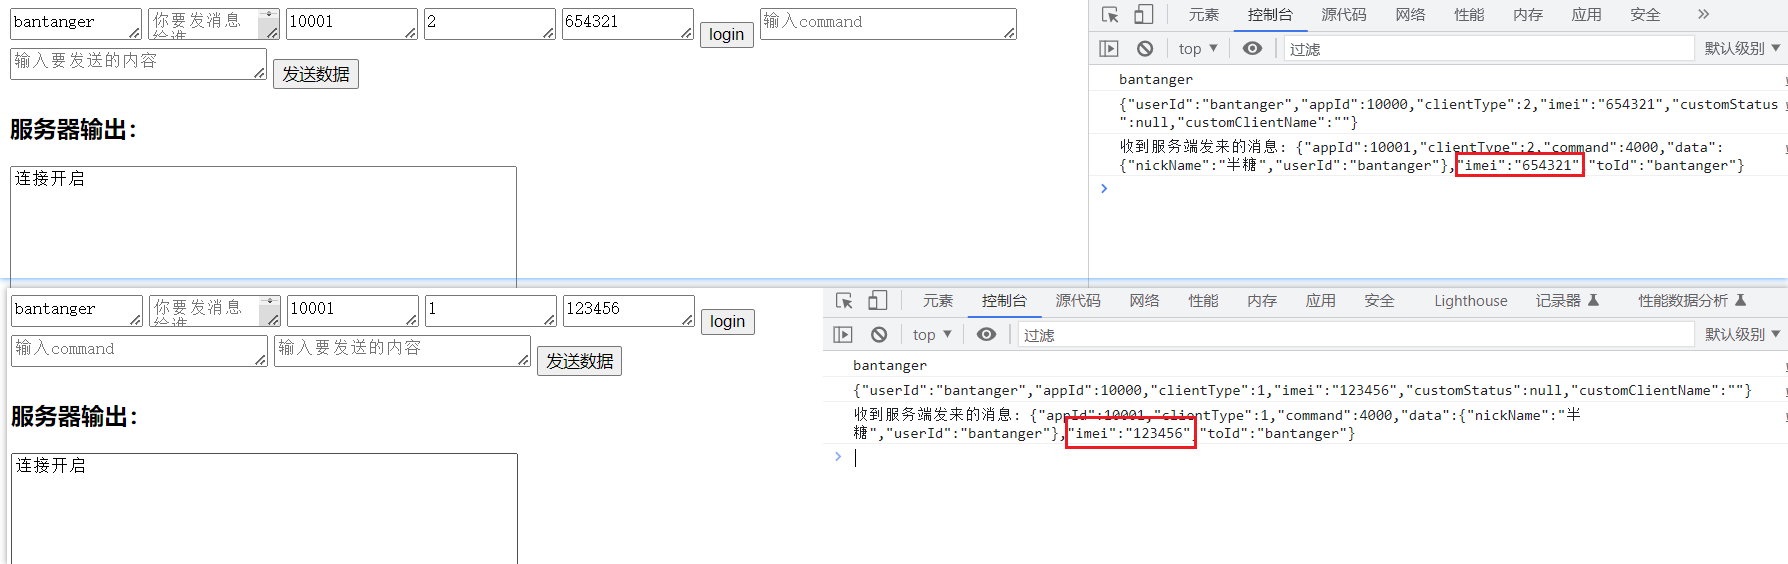 bantanger 你要发消息 10001 2 654321 login 输入command
给谁
输入要发送的内容 发送数据
服务器输出：
连接开启
元素 控制台 源代码 网络 性能 内存 应用 安全 »
top ▼ 过滤 默认级别 ▼
bantanger
{"userId":"bantanger","appId":10000,"clientType":2,"imei":"654321","customStatus
":null,"customClientName":""}
收到服务端发来的消息: {"appId":10001,"clientType":2,"command":4000,"data":
{"nickName":"半糖","userId":"bantanger"},"imei":"654321","toId":"bantanger"}
bantanger 你要发消息 10001 1 123456 login
给谁
输入command 输入要发送的内容 发送数据
服务器输出：
连接开启
元素 控制台 源代码 网络 性能 内存 应用 安全 Lighthouse 记录器 性能数据分析
top ▼ 过滤 默认级别 ▼
bantanger
{"userId":"bantanger","appId":10000,"clientType":1,"imei":"123456","customStatus":null,"customClientName":""}
收到服务端发来的消息: {"appId":10001,"clientType":1,"command":4000,"data":{"nickName":"半
糖","userId":"bantanger"},"imei":"123456","toId":"bantanger"}